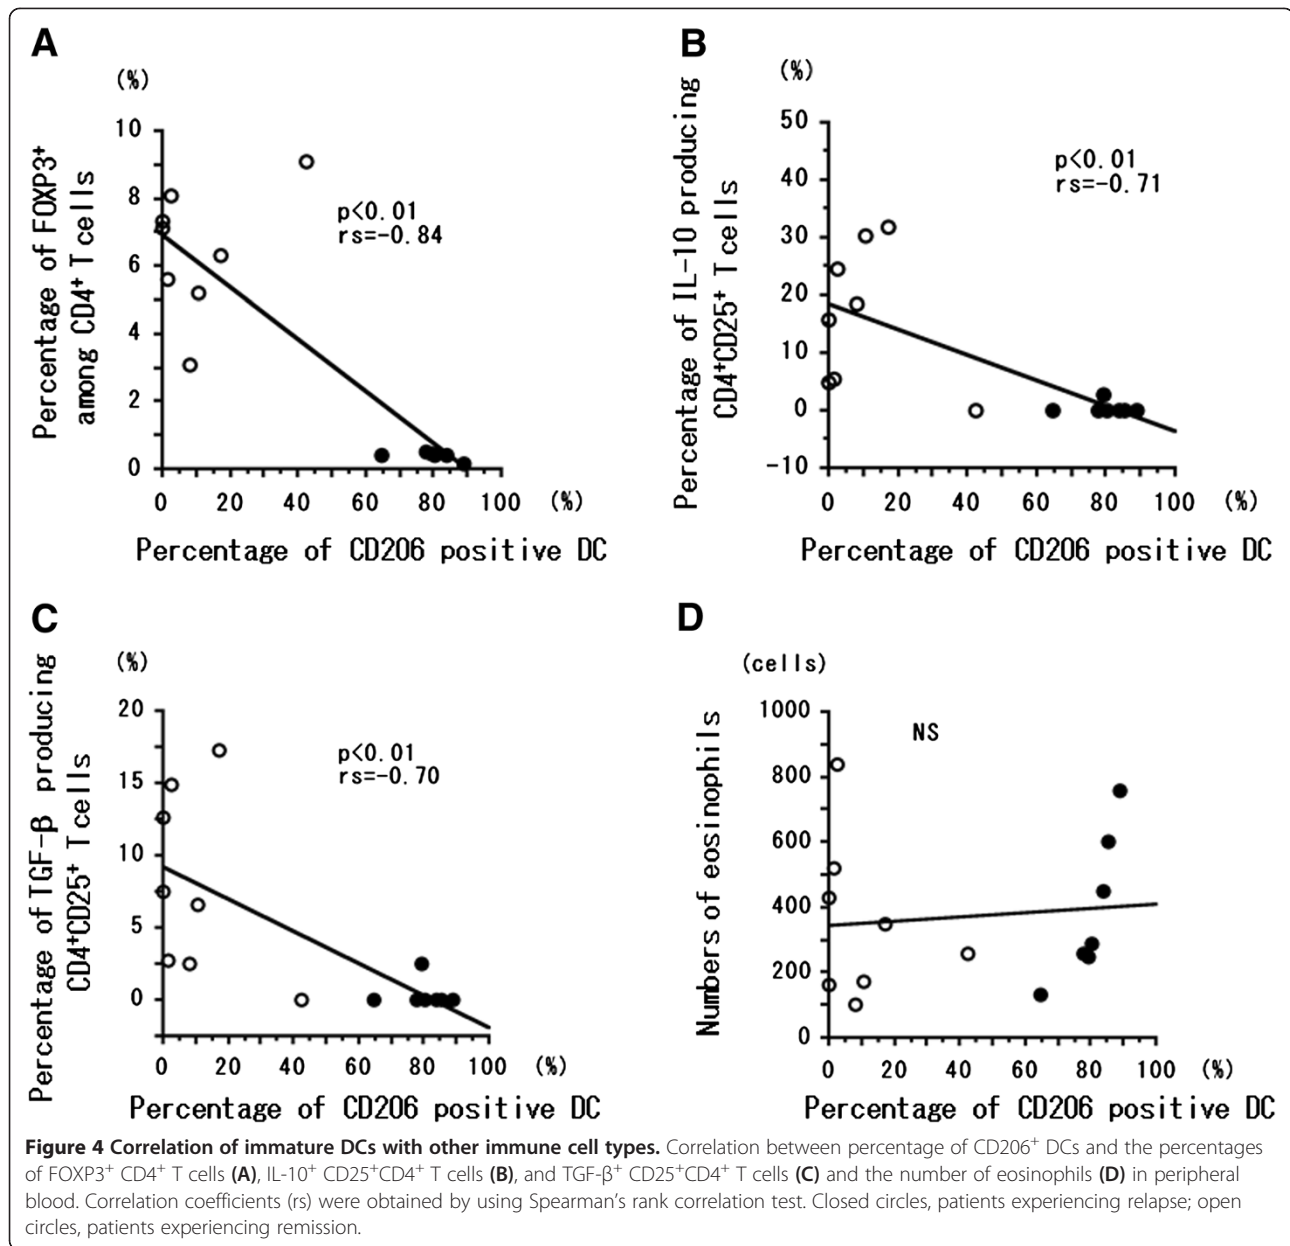 A
(%)
10
8
6
4
2
0
0 20 40 60 80 100 (%)
Percentage of FOXP3⁺
among CD4⁺ T cells
p<0.01
rs=-0.84
Percentage of CD206 positive DC
B
(%)
50
40
30
20
10
0
-10
0 20 40 60 80 100 (%)
Percentage of IL-10 producing
CD4⁺CD25⁺ T cells
p<0.01
rs=-0.71
Percentage of CD206 positive DC
C
(%)
20
15
10
5
0
0 20 40 60 80 100 (%)
Percentage of TGF-β producing
CD4⁺CD25⁺ T cells
p<0.01
rs=-0.70
Percentage of CD206 positive DC
D
(cells)
1000
800
600
400
200
0
0 20 40 60 80 100 (%)
Numbers of eosinophils
NS
Percentage of CD206 positive DC
Figure 4 Correlation of immature DCs with other immune cell types. Correlation between percentage of CD206⁺ DCs and the percentages
of FOXP3⁺ CD4⁺ T cells (A), IL-10⁺ CD25⁺CD4⁺ T cells (B), and TGF-β⁺ CD25⁺CD4⁺ T cells (C) and the number of eosinophils (D) in peripheral
blood. Correlation coefficients (rs) were obtained by using Spearman's rank correlation test. Closed circles, patients experiencing relapse; open
circles, patients experiencing remission.